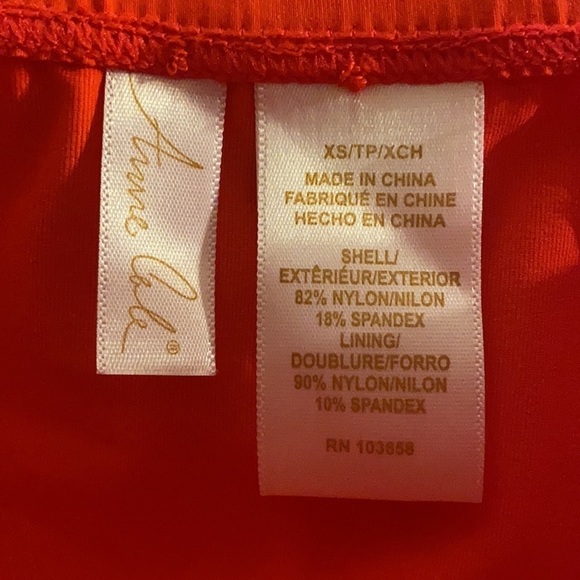 Anne Cole®
XS/TP/XCH
MADE IN CHINA
FABRIQUÉ EN CHINE
HECHO EN CHINA
SHELL/
EXTÊRIÉUR/EXTERIOR
82% NYLON/NILON
18% SPANDEX
LINING/
DOUBLURE/FORRO
90% NYLON/NILON
10% SPANDEX
RN 103658